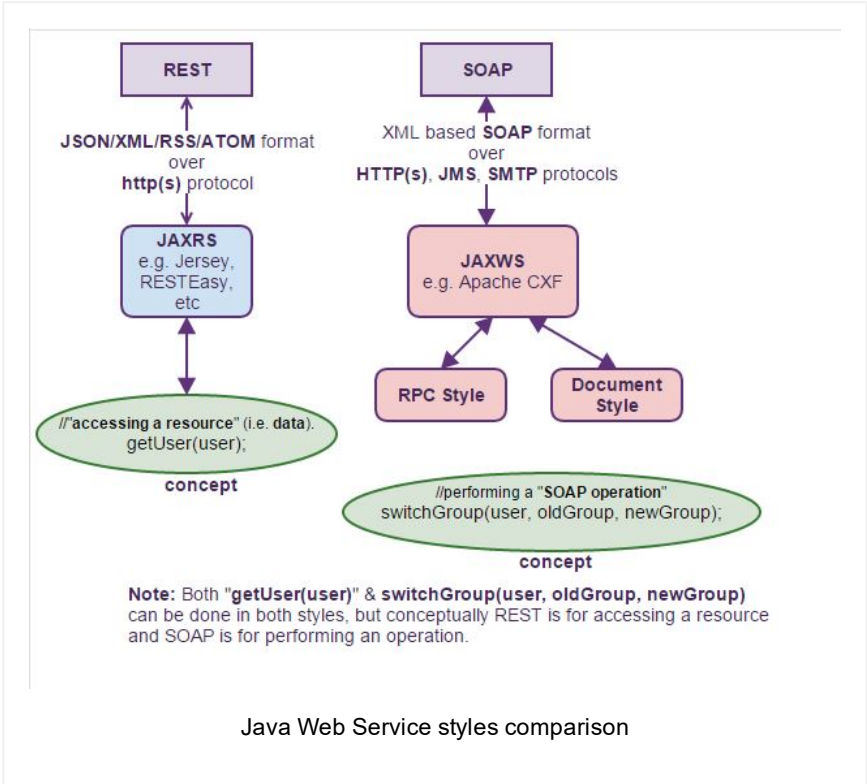 REST
JSON/XML/RSS/ATOM format
over
http(s) protocol
JAXRS
e.g. Jersey,
RESTEasy,
etc
//"accessing a resource" (i.e. data).
getUser(user);
concept
SOAP
XML based SOAP format
over
HTTP(s), JMS, SMTP protocols
JAXWS
e.g. Apache CXF
RPC Style
Document
Style
//performing a "SOAP operation"
switchGroup(user, oldGroup, newGroup);
concept
Note: Both "getUser(user)" & switchGroup(user, oldGroup, newGroup)
can be done in both styles, but conceptually REST is for accessing a resource
and SOAP is for performing an operation.
Java Web Service styles comparison